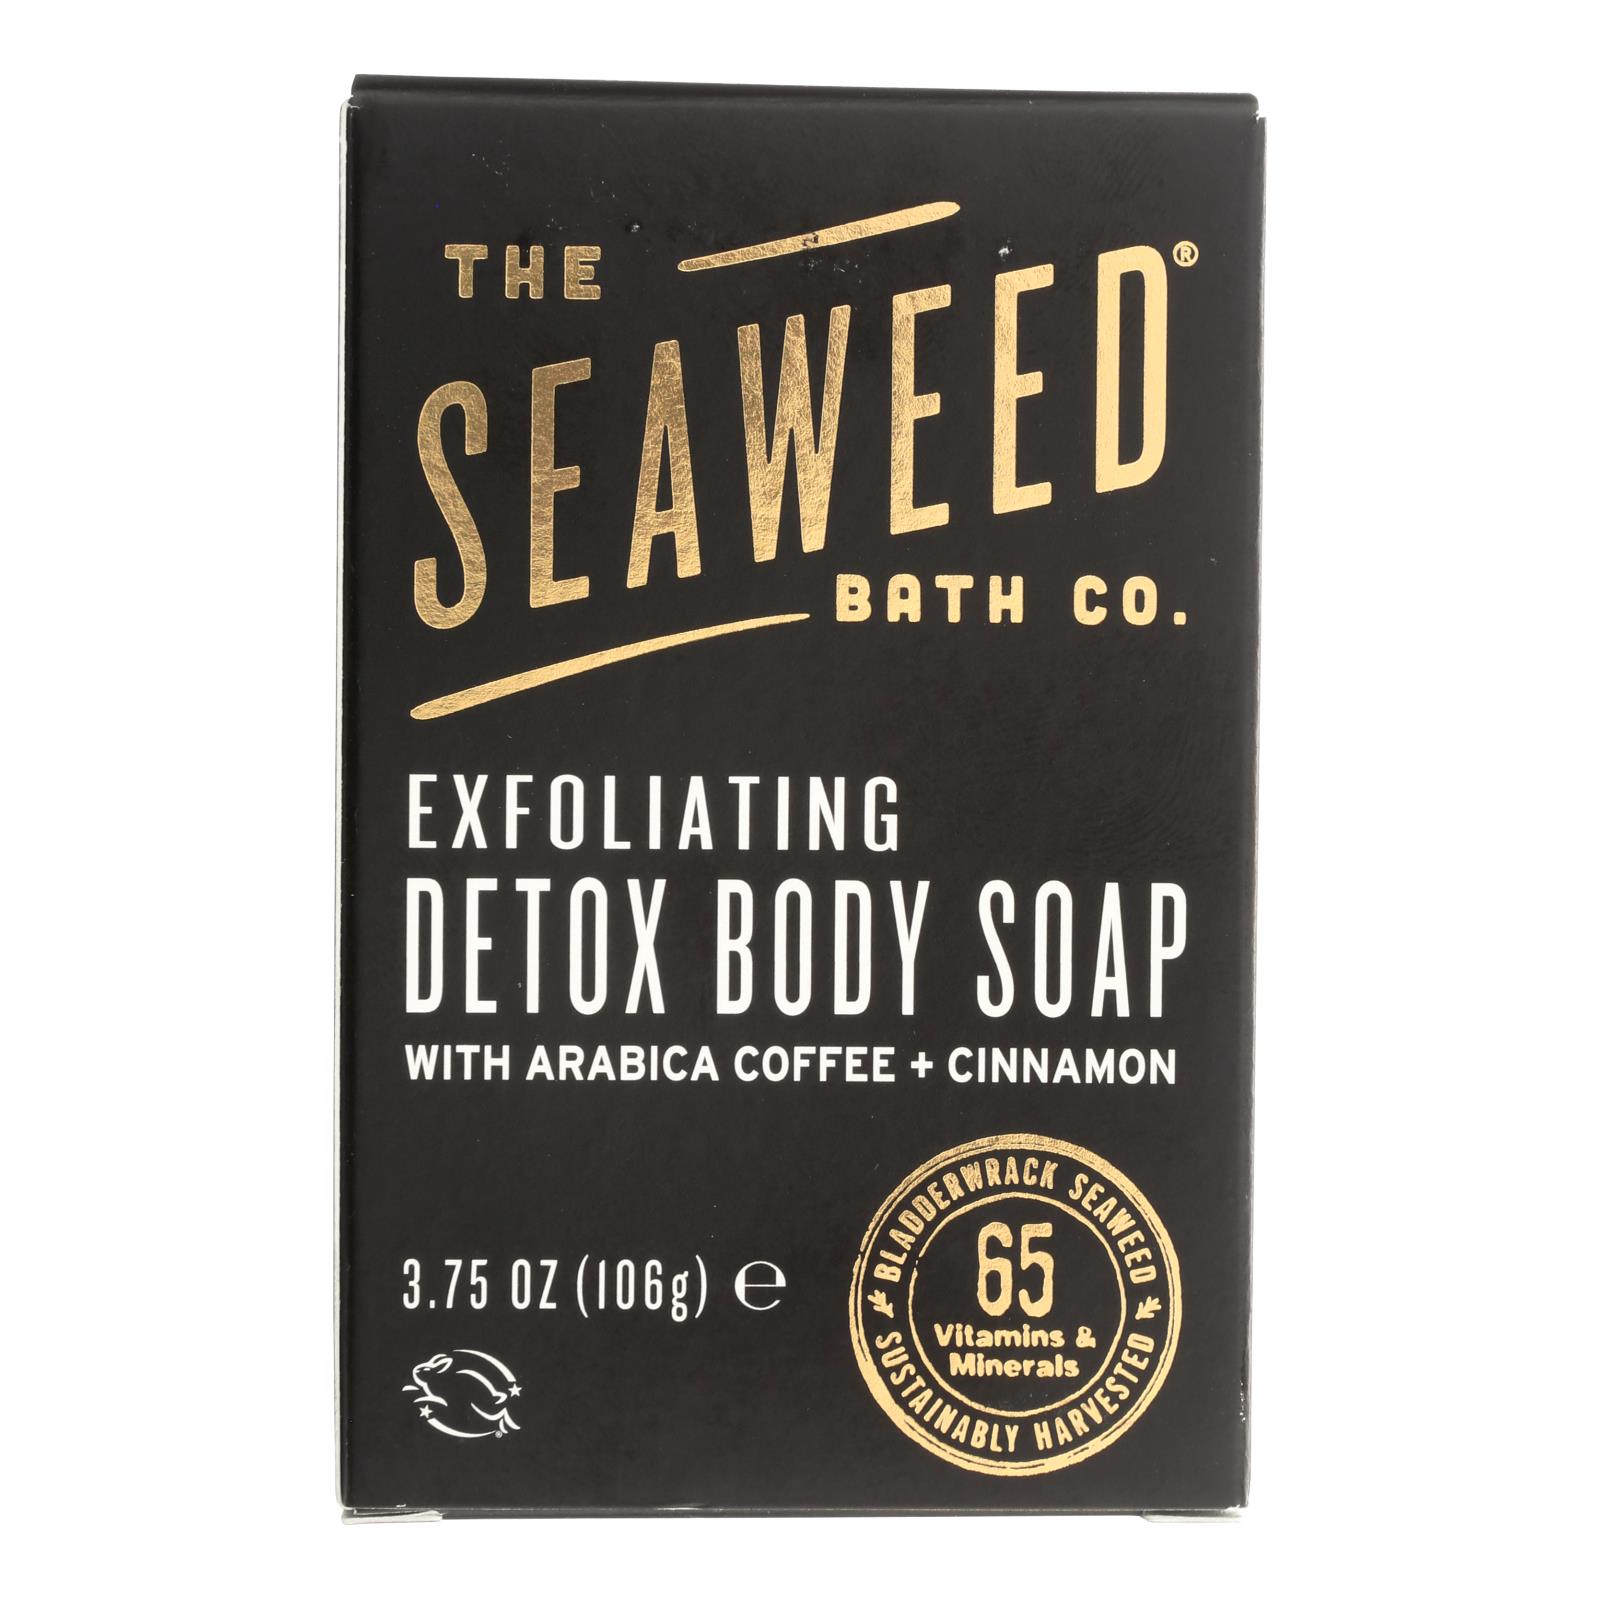 THE
SEAWEED®
BATH CO.
EXFOLIATING
DETOX BODY SOAP
WITH ARABICA COFFEE + CINNAMON
3.75 OZ (106g) ℮
BLADDERWRACK SEAWEED
65
Vitamins &
Minerals
SUSTAINABLY HARVESTED
®